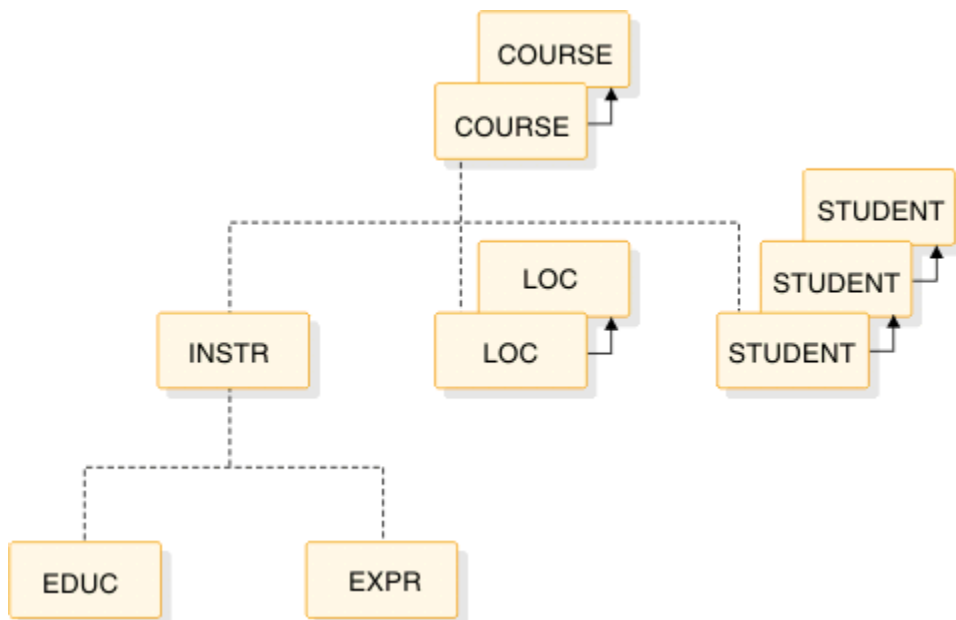 COURSE
COURSE
STUDENT
STUDENT
STUDENT
LOC
LOC
INSTR
EDUC
EXPR